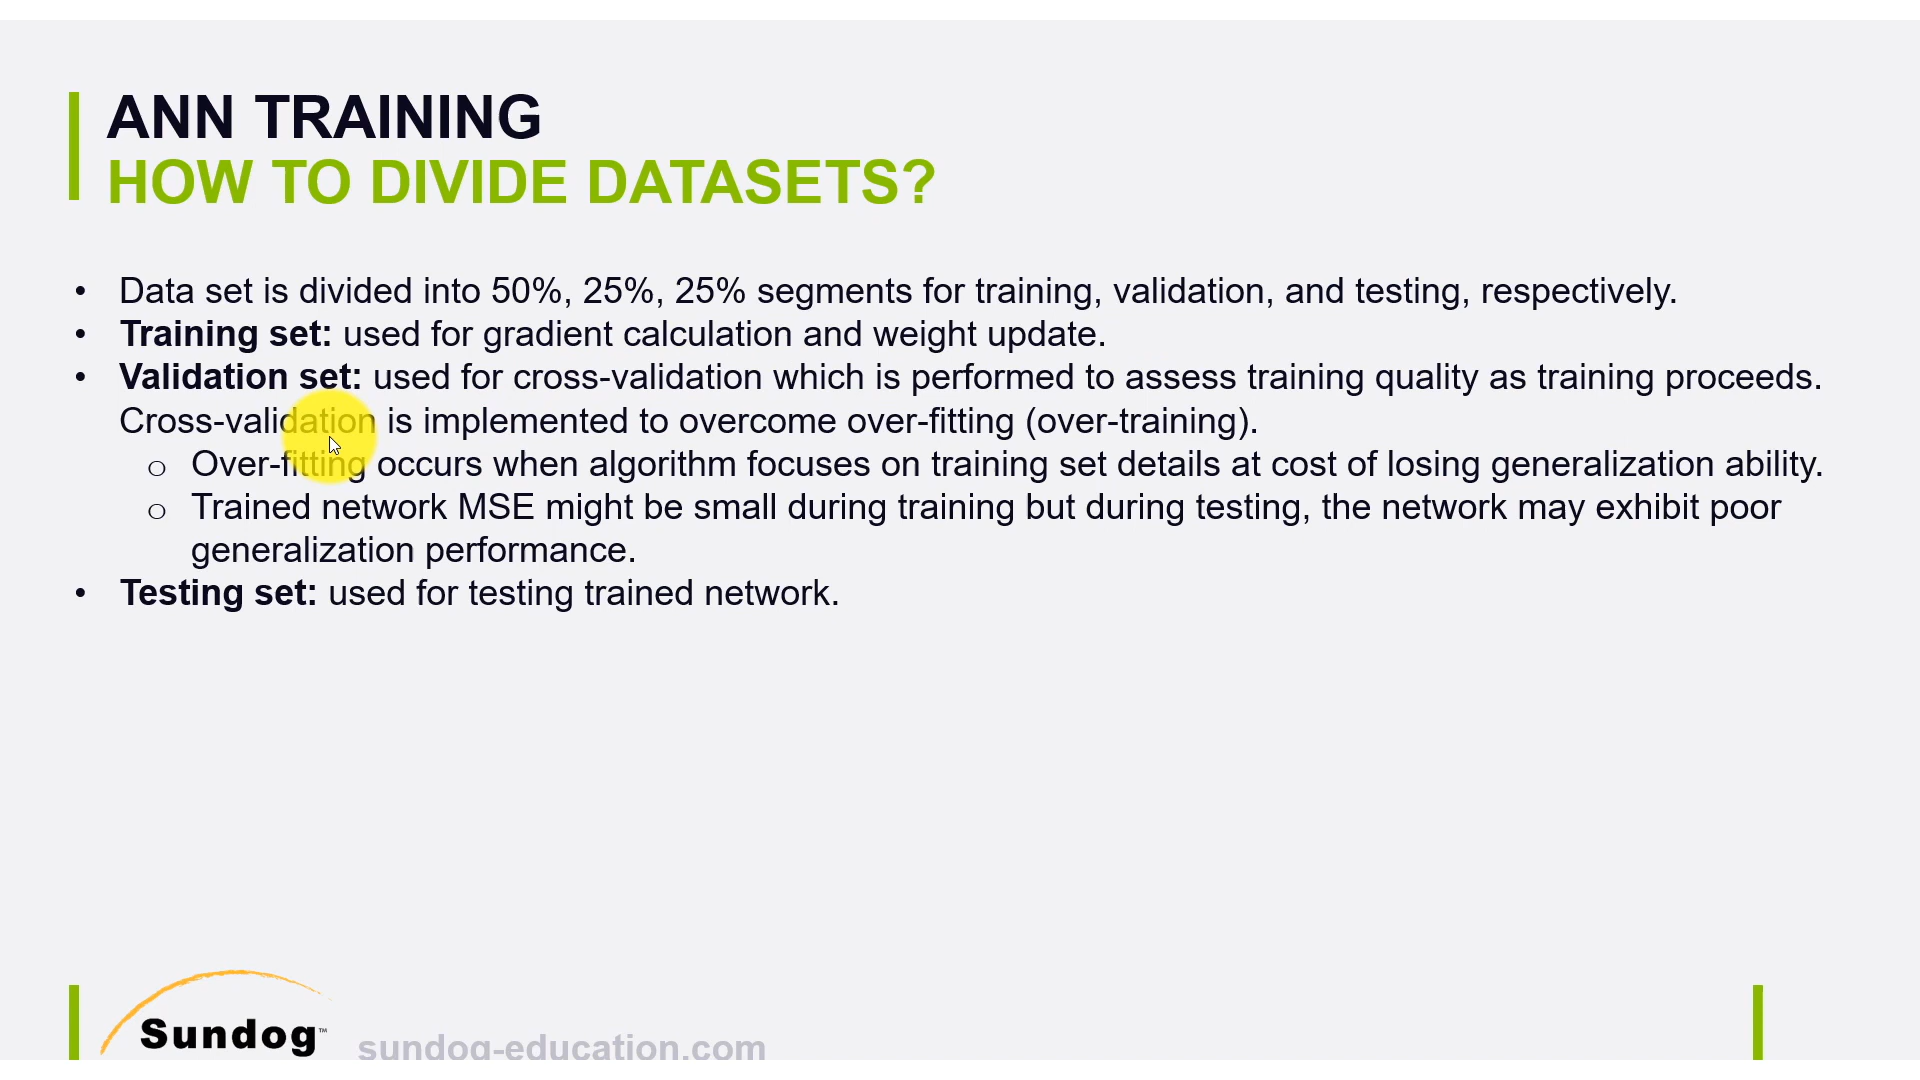 ANN TRAINING
HOW TO DIVIDE DATASETS?
• Data set is divided into 50%, 25%, 25% segments for training, validation, and testing, respectively.
• Training set: used for gradient calculation and weight update.
• Validation set: used for cross-validation which is performed to assess training quality as training proceeds.
Cross-validation is implemented to overcome over-fitting (over-training).
o Over-fitting occurs when algorithm focuses on training set details at cost of losing generalization ability.
o Trained network MSE might be small during training but during testing, the network may exhibit poor
generalization performance.
• Testing set: used for testing trained network.
Sundog™
sundog-education.com